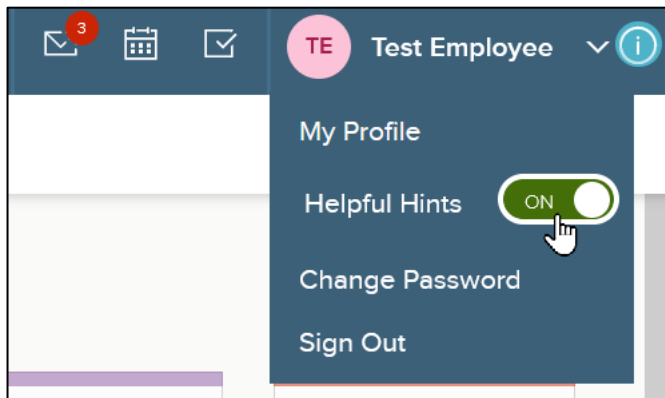 3
TE Test Employee i
My Profile
Helpful Hints ON
Change Password
Sign Out